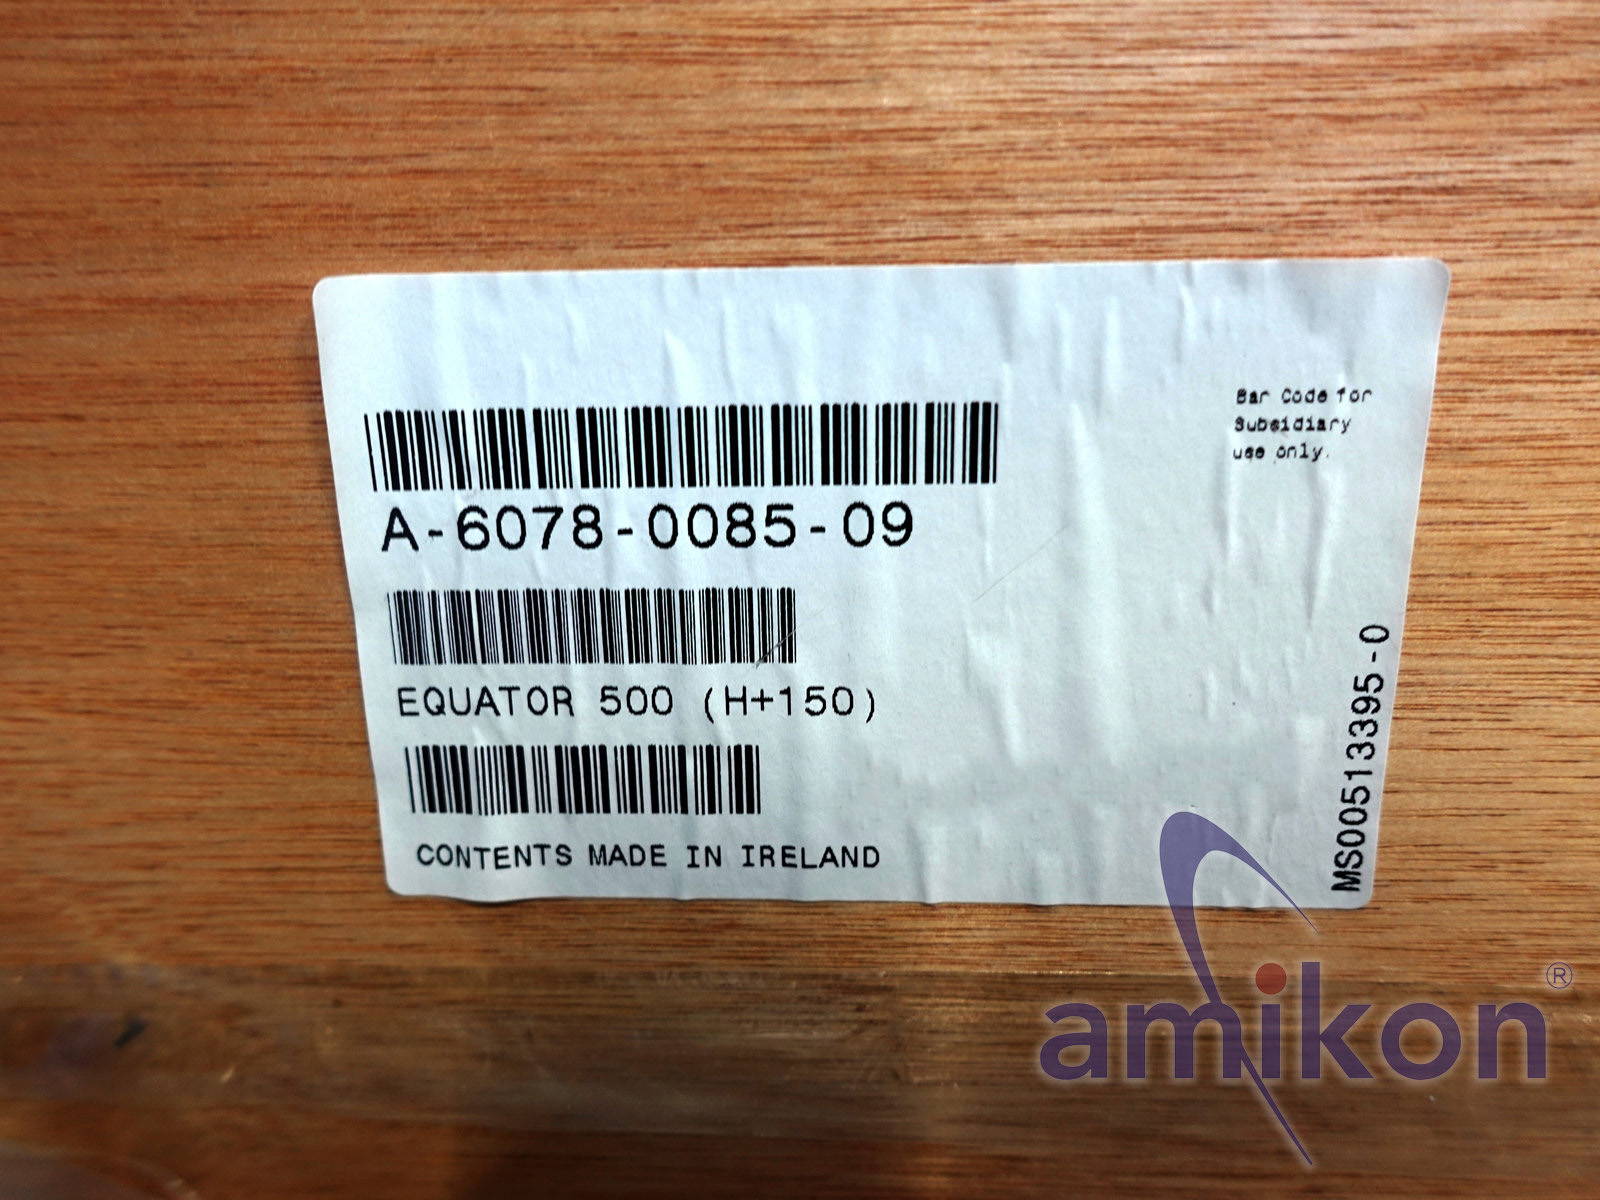 Bar Code for
Subsidiary
use only.
A-6078-0085-09
EQUATOR 500 (H+150)
CONTENTS MADE IN IRELAND
MS00513395-0
amikon®